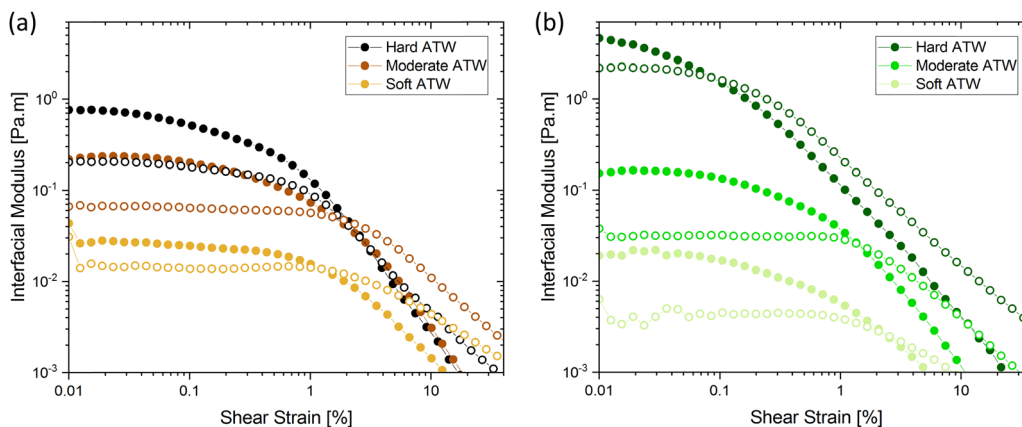 (a)
Interfacial Modulus [Pa.m]
10⁰
10⁻¹
10⁻²
10⁻³
Hard ATW
Moderate ATW
Soft ATW
0.01
0.1
1
10
Shear Strain [%]
(b)
Interfacial Modulus [Pa.m]
10⁰
10⁻¹
10⁻²
10⁻³
Hard ATW
Moderate ATW
Soft ATW
0.01
0.1
1
10
Shear Strain [%]